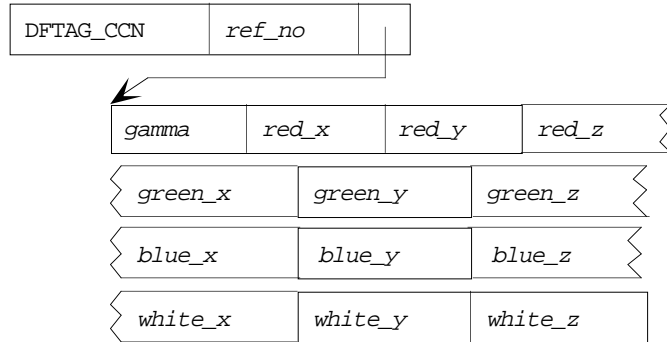 DFTAG_CCN ref_no
gamma red_x red_y red_z
green_x green_y green_z
blue_x blue_y blue_z
white_x white_y white_z